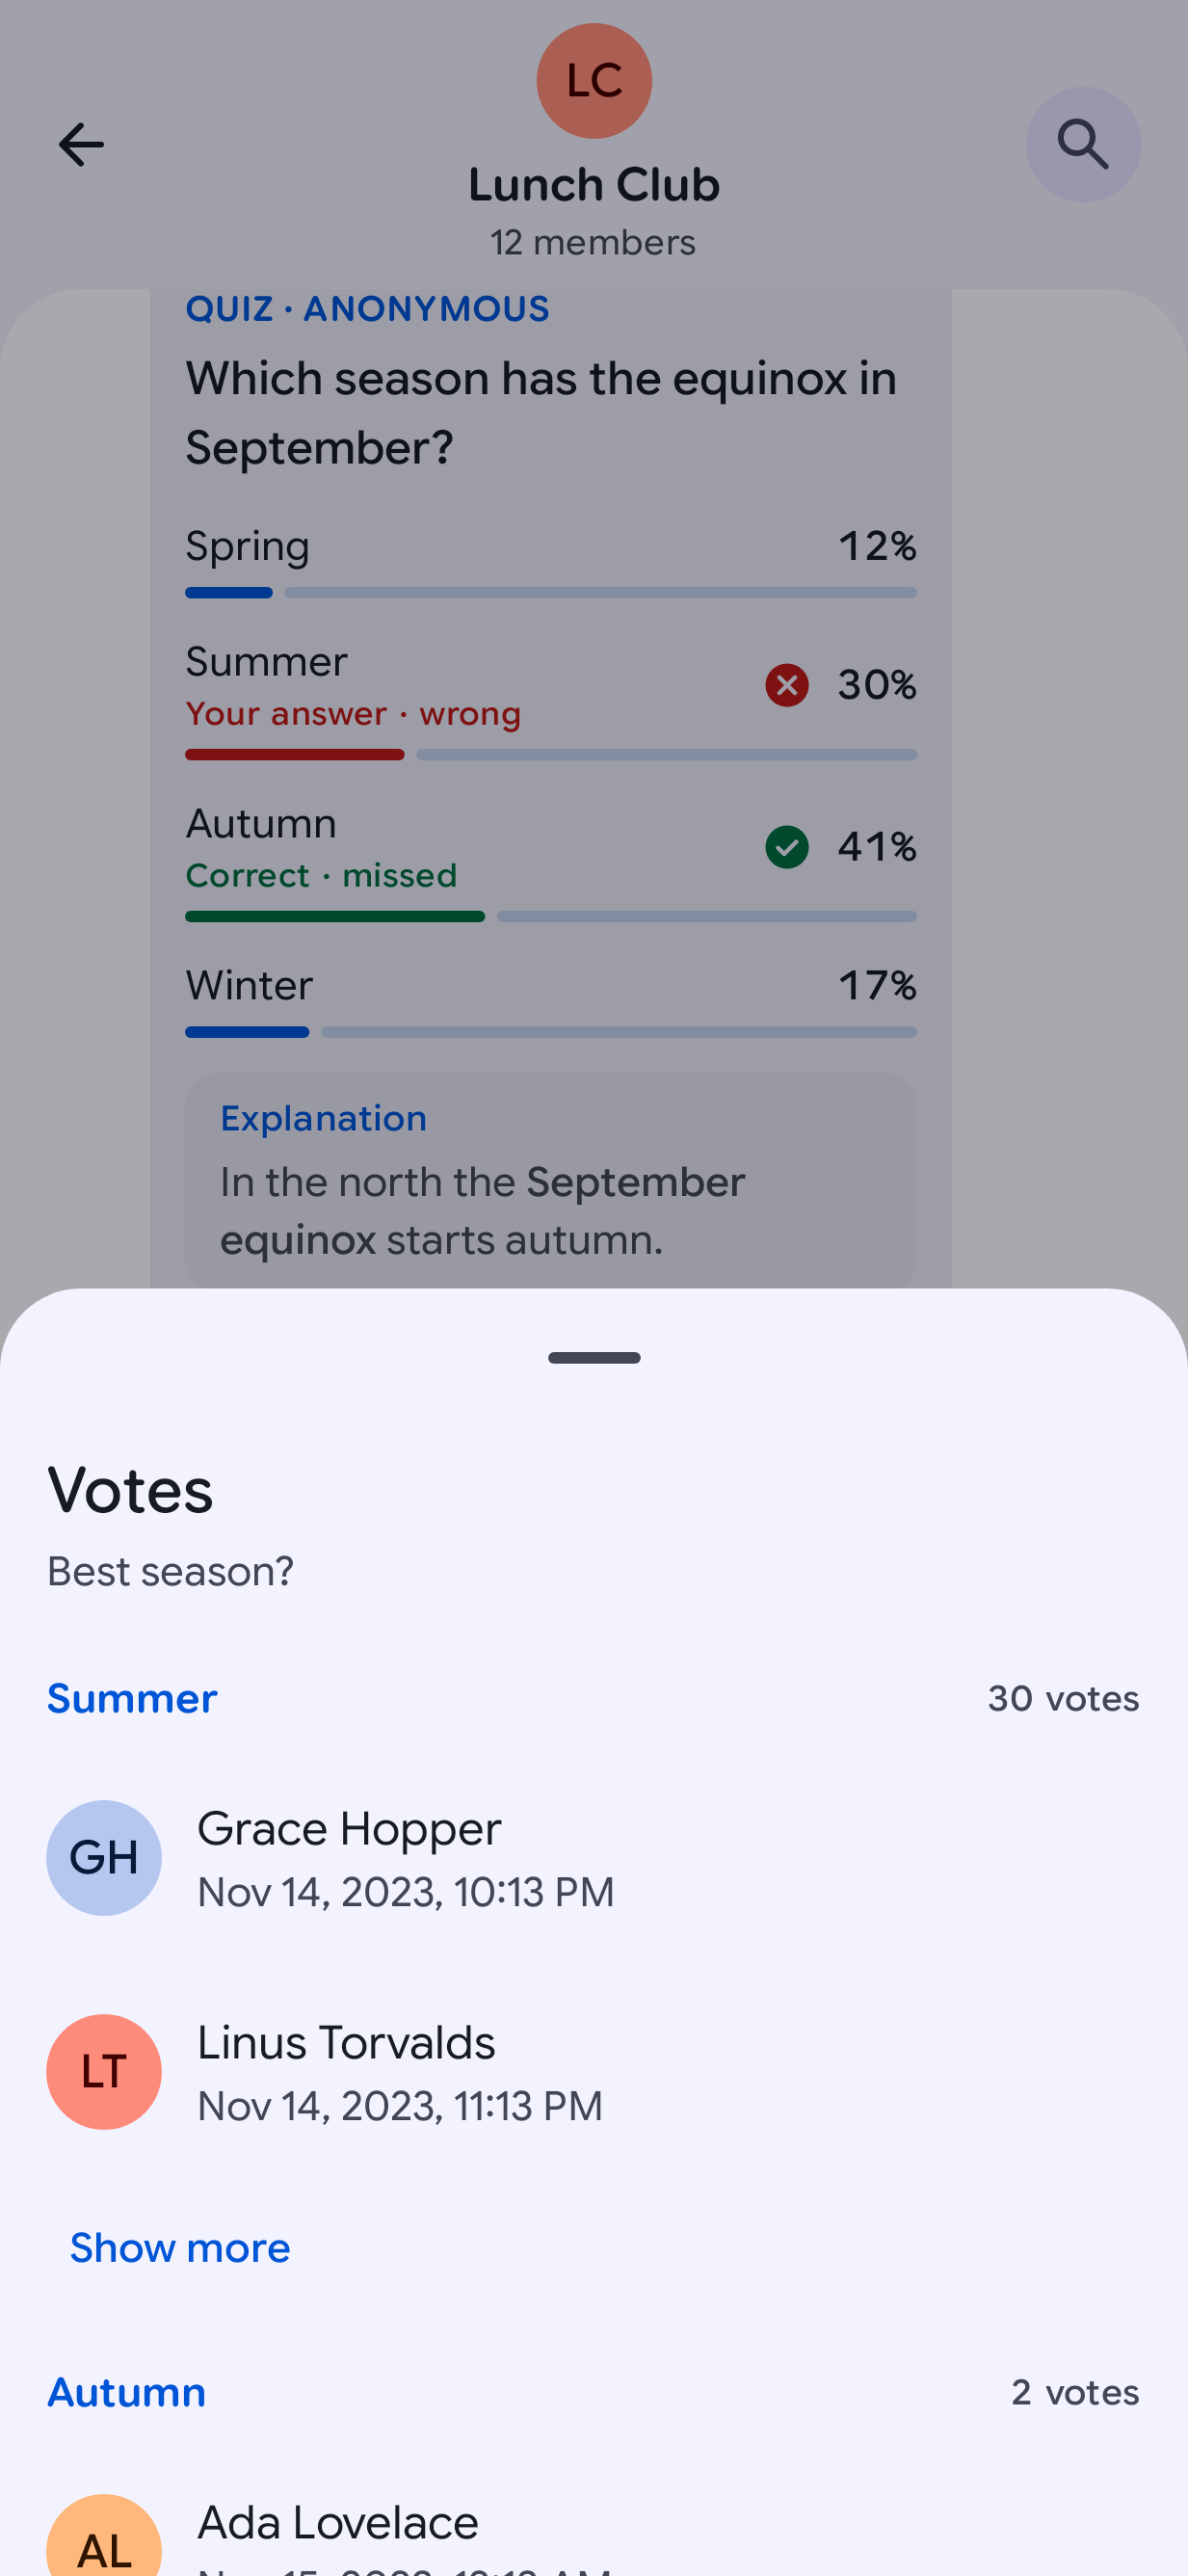 LC
Lunch Club
12 members
QUIZ · ANONYMOUS
Which season has the equinox in
September?
Spring 12%
Summer 30%
Your answer · wrong
Autumn 41%
Correct · missed
Winter 17%
Explanation
In the north the September
equinox starts autumn.
Votes
Best season?
Summer 30 votes
GH Grace Hopper
Nov 14, 2023, 10:13 PM
LT Linus Torvalds
Nov 14, 2023, 11:13 PM
Show more
Autumn 2 votes
AL Ada Lovelace